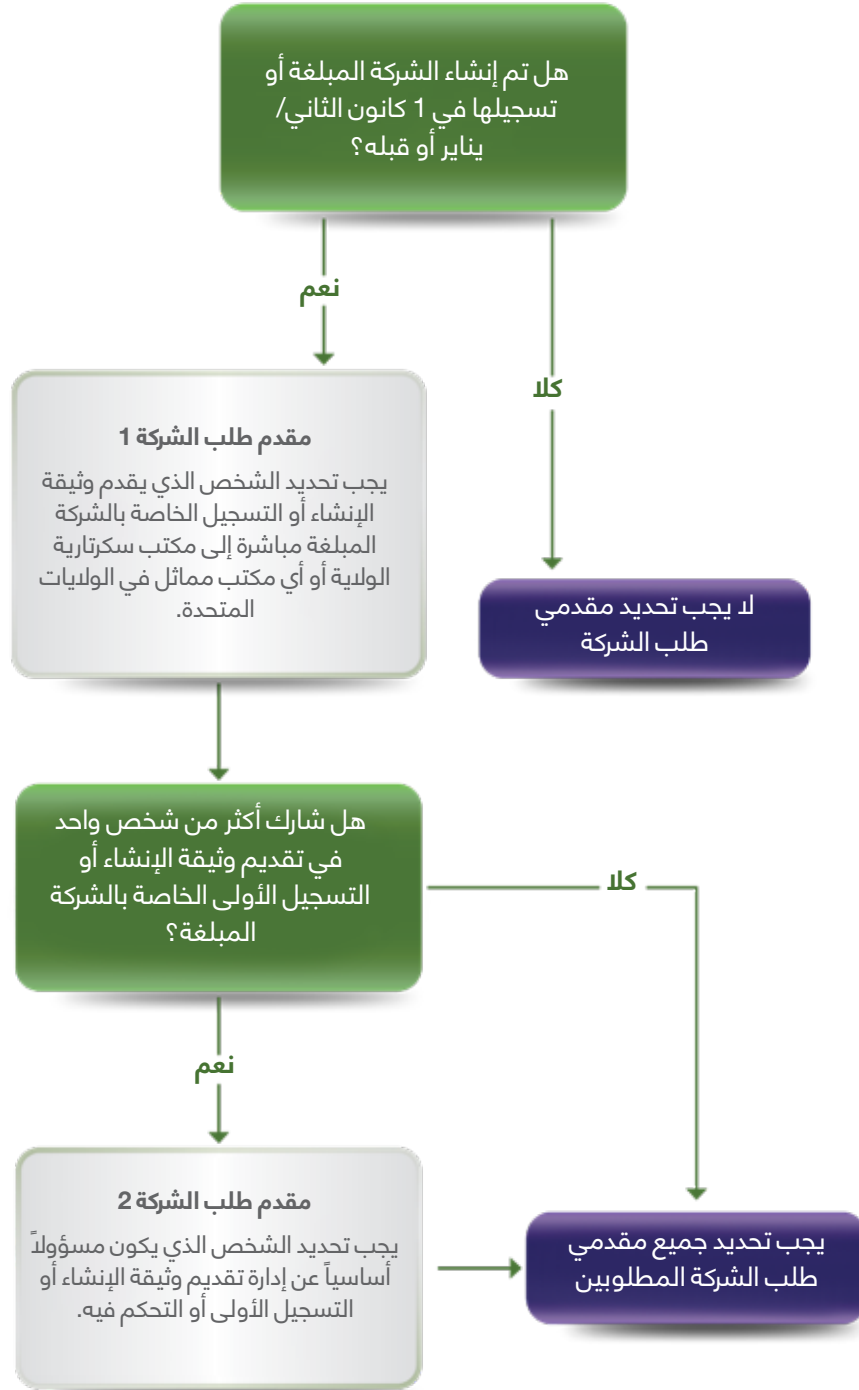 هل تم إنشاء الشركة المبلغة أو
تسجيلها في 1 كانون الثاني/
يناير أو قبله؟
نعم
كلا
مقدم طلب الشركة 1
يجب تحديد الشخص الذي يقدم وثيقة
الإنشاء أو التسجيل الخاصة بالشركة
المبلغة مباشرة إلى مكتب سكرتارية
الولاية أو أي مكتب مماثل في الولايات
المتحدة.
لا يجب تحديد مقدمي
طلب الشركة
هل شارك أكثر من شخص واحد
في تقديم وثيقة الإنشاء أو
التسجيل الأولى الخاصة بالشركة
المبلغة؟
كلا
نعم
مقدم طلب الشركة 2
يجب تحديد الشخص الذي يكون مسؤولاً
أساسياً عن إدارة تقديم وثيقة الإنشاء أو
التسجيل الأولى أو التحكم فيه.
يجب تحديد جميع مقدمي
طلب الشركة المطلوبين